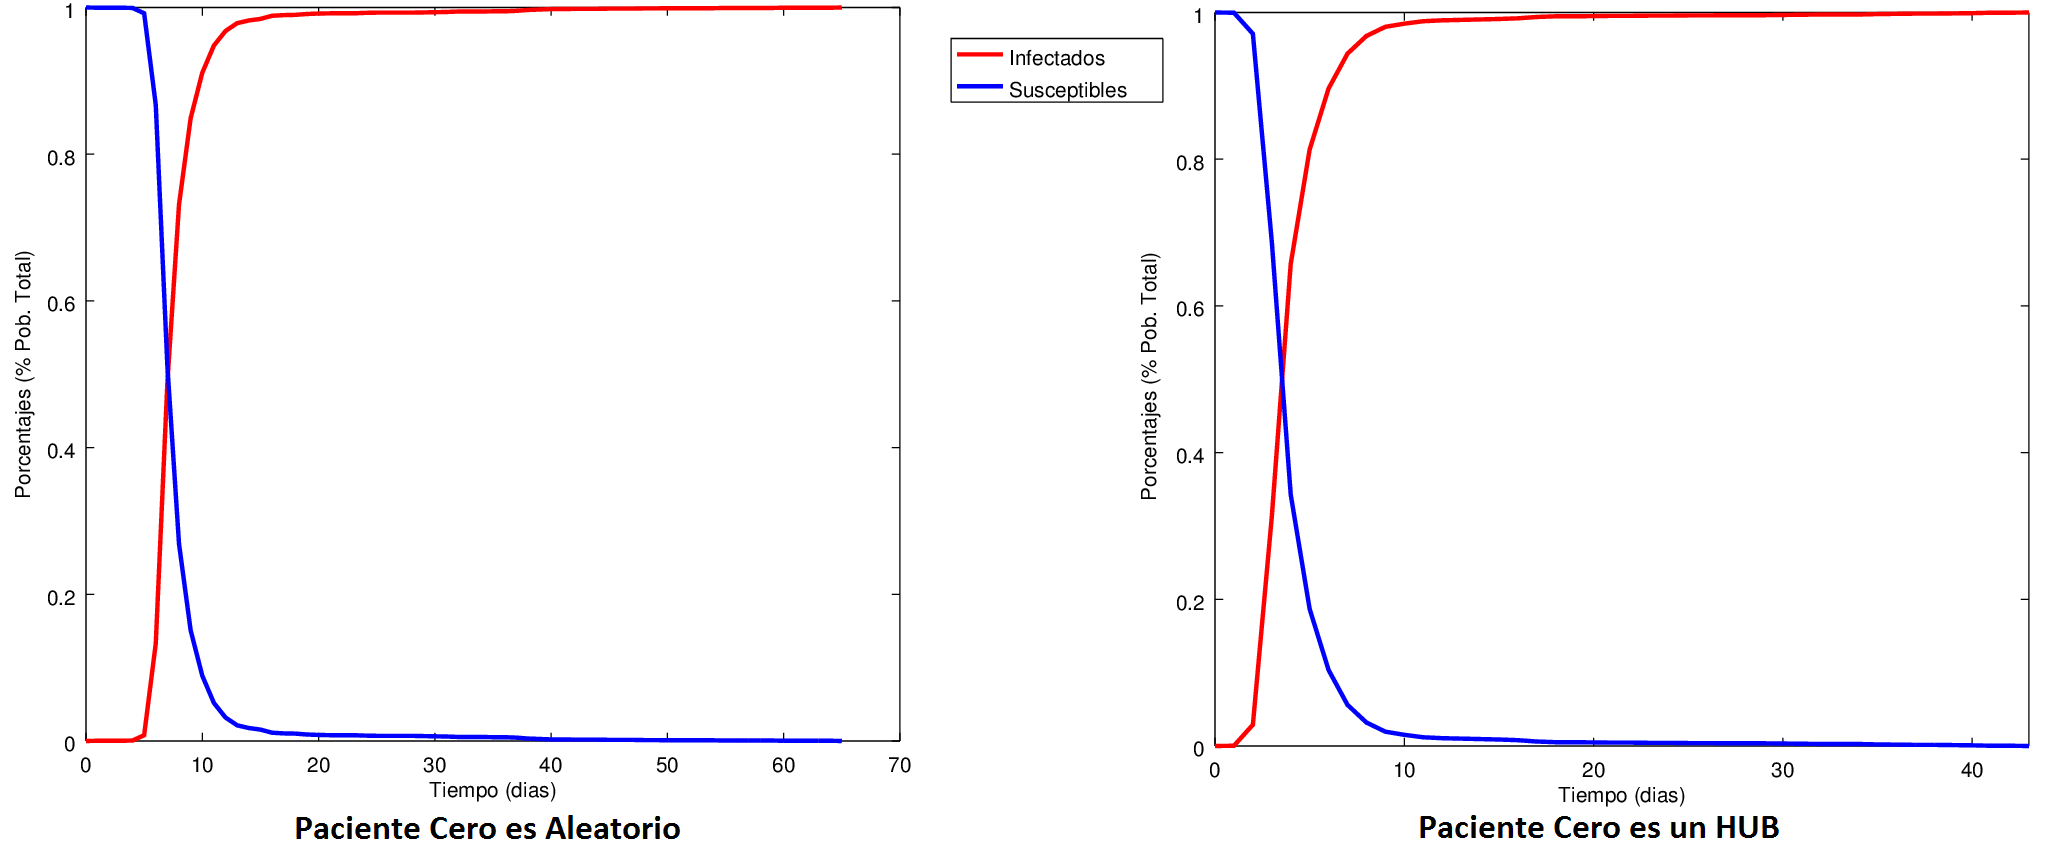 1
0.8
0.6
0.4
0.2
0
Porcentajes (% Pob. Total)
0 10 20 30 40 50 60 70
Tiempo (dias)
Paciente Cero es Aleatorio
Infectados
Susceptibles
1
0.8
0.6
0.4
0.2
0
Porcentajes (% Pob. Total)
0 10 20 30 40
Tiempo (dias)
Paciente Cero es un HUB